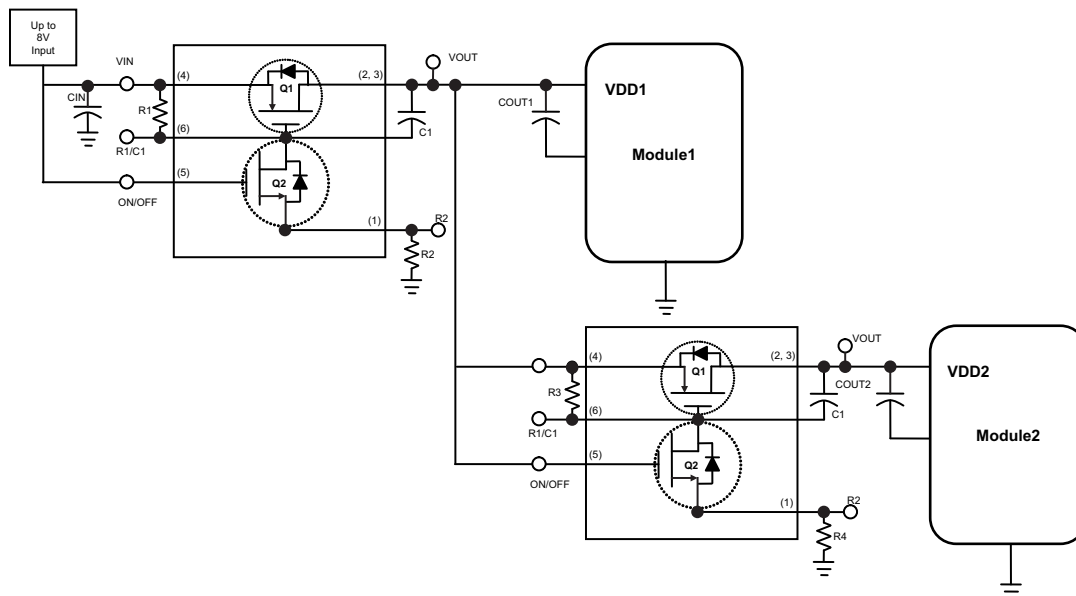 Up to
8V
Input
VIN
CIN
R1
R1/C1
ON/OFF
(4)
(6)
(5)
Q1
Q2
(2, 3)
(1)
VOUT
C1
R2
R2
COUT1
VDD1
Module1
R3
R1/C1
ON/OFF
(4)
(6)
(5)
Q1
Q2
(2, 3)
(1)
VOUT
C1
COUT2
R2
R4
VDD2
Module2